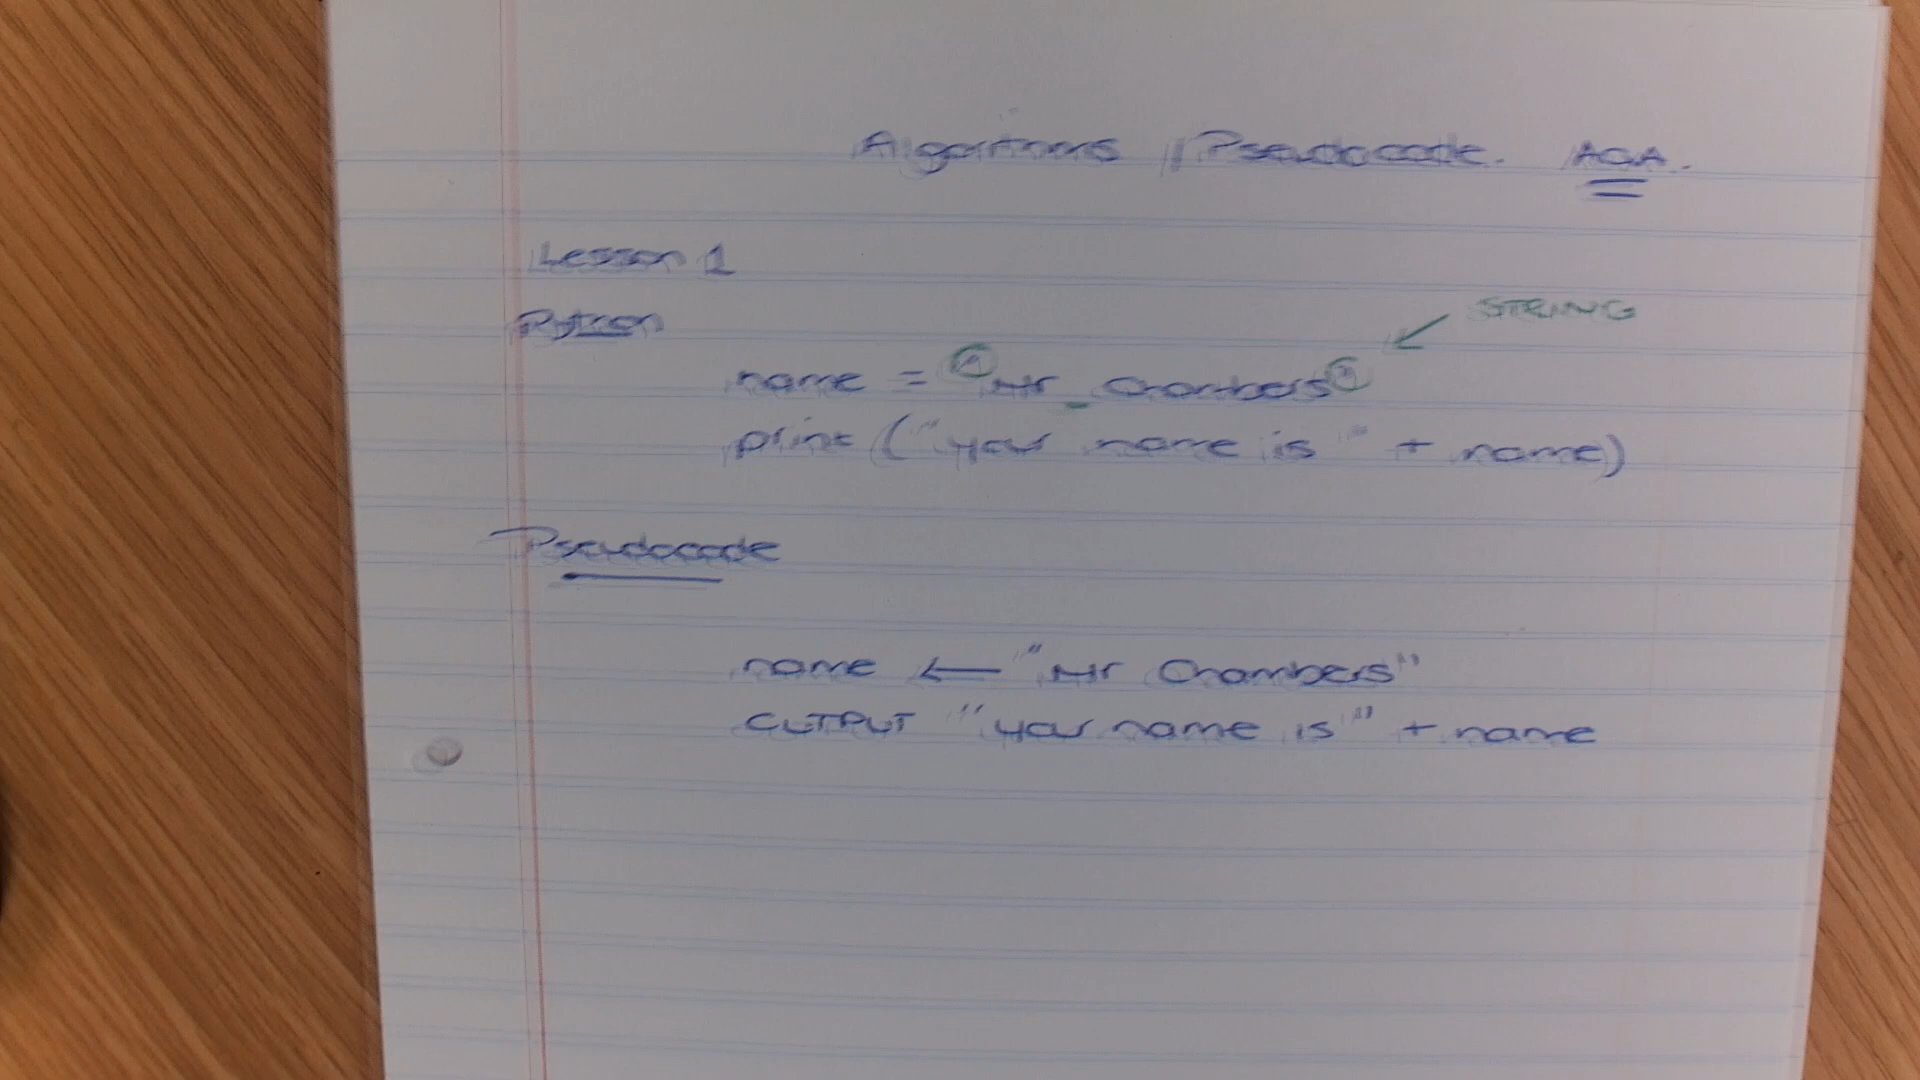 Algorithms / Pseudocode. AQA.
Lesson 1
Python
STRING
name = "Mr Chambers"
print ("your name is" + name)
Pseudocode
name ← "Mr Chambers"
OUTPUT "your name is" + name